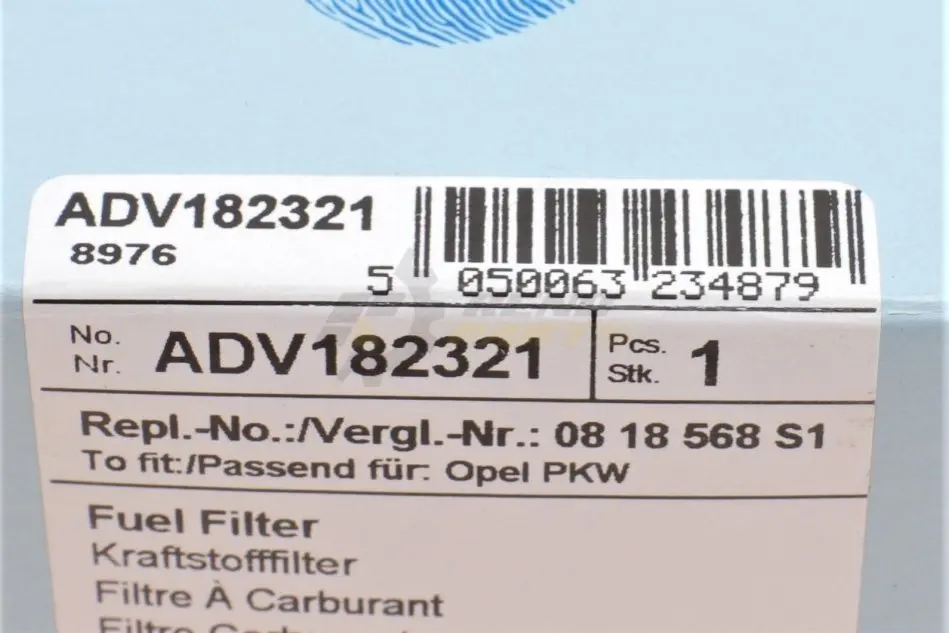 ADV182321
8976
5 050063 234879
No.
Nr. ADV182321
Pcs.
Stk. 1
Repl.-No.:/Vergl.-Nr.: 08 18 568 S1
To fit:/Passend für: Opel PKW
Fuel Filter
Kraftstofffilter
Filtre À Carburant
Filtro